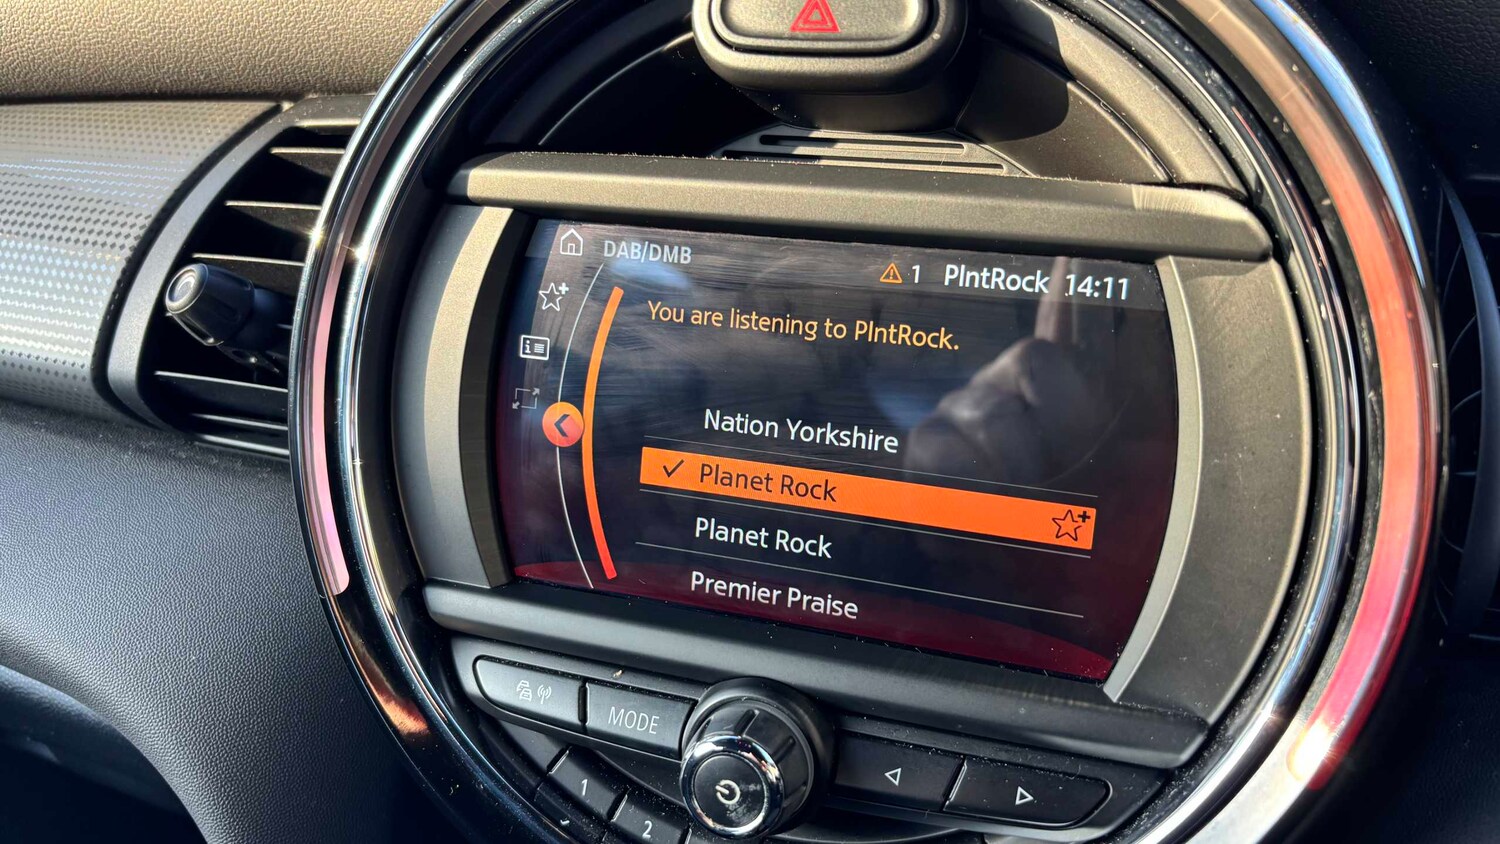 DAB/DMB
1 PlntRock 14:11
You are listening to PlntRock.
Nation Yorkshire
Planet Rock
Planet Rock
Premier Praise
MODE
1
2